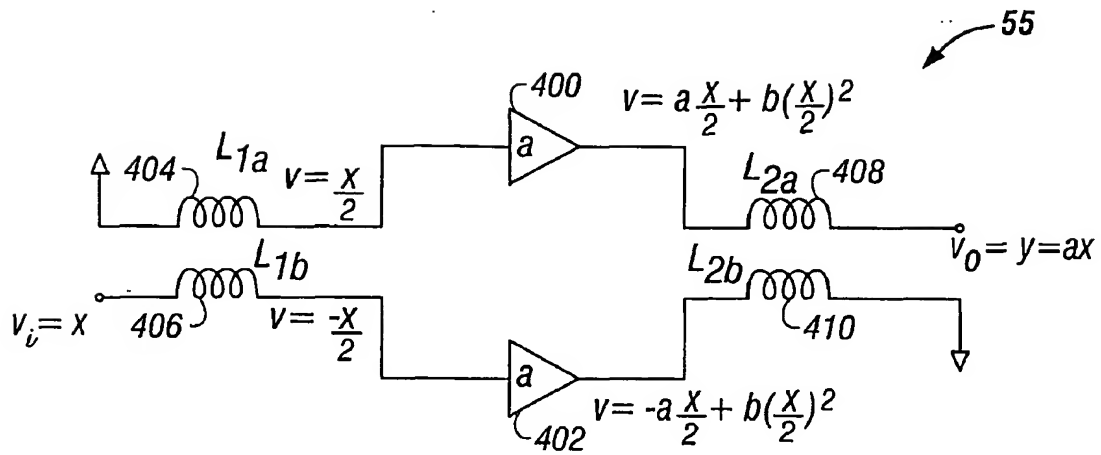 55
400
v = a x/2 + b(x/2)²
a
L1a
404
v = x/2
L2a
408
vo = y = ax
L1b
L2b
vi = x
406
v = -x/2
410
a
v = -a x/2 + b(x/2)²
402